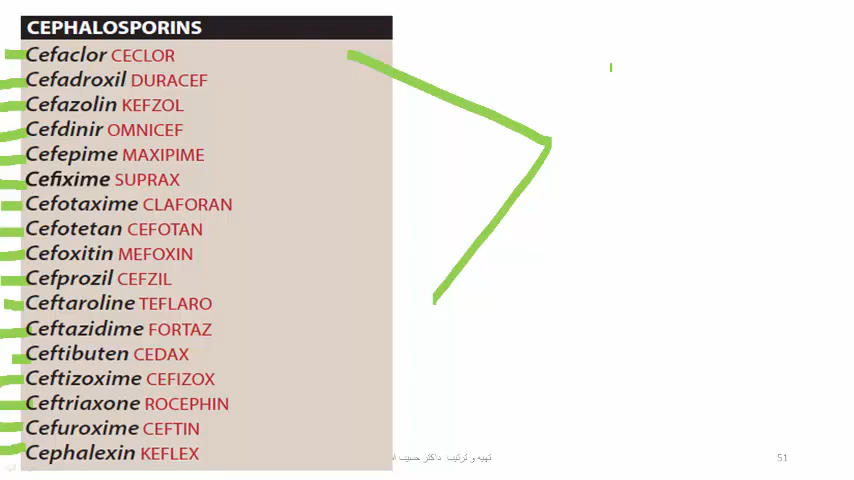 CEPHALOSPORINS
Cefaclor CECLOR
Cefadroxil DURACEF
Cefazolin KEFZOL
Cefdinir OMNICEF
Cefepime MAXIPIME
Cefixime SUPRAX
Cefotaxime CLAFORAN
Cefotetan CEFOTAN
Cefoxitin MEFOXIN
Cefprozil CEFZIL
Ceftaroline TEFLARO
Ceftazidime FORTAZ
Ceftibuten CEDAX
Ceftizoxime CEFIZOX
Ceftriaxone ROCEPHIN
Cefuroxime CEFTIN
Cephalexin KEFLEX
تهیه و ترتیب داکتر حسیب
51